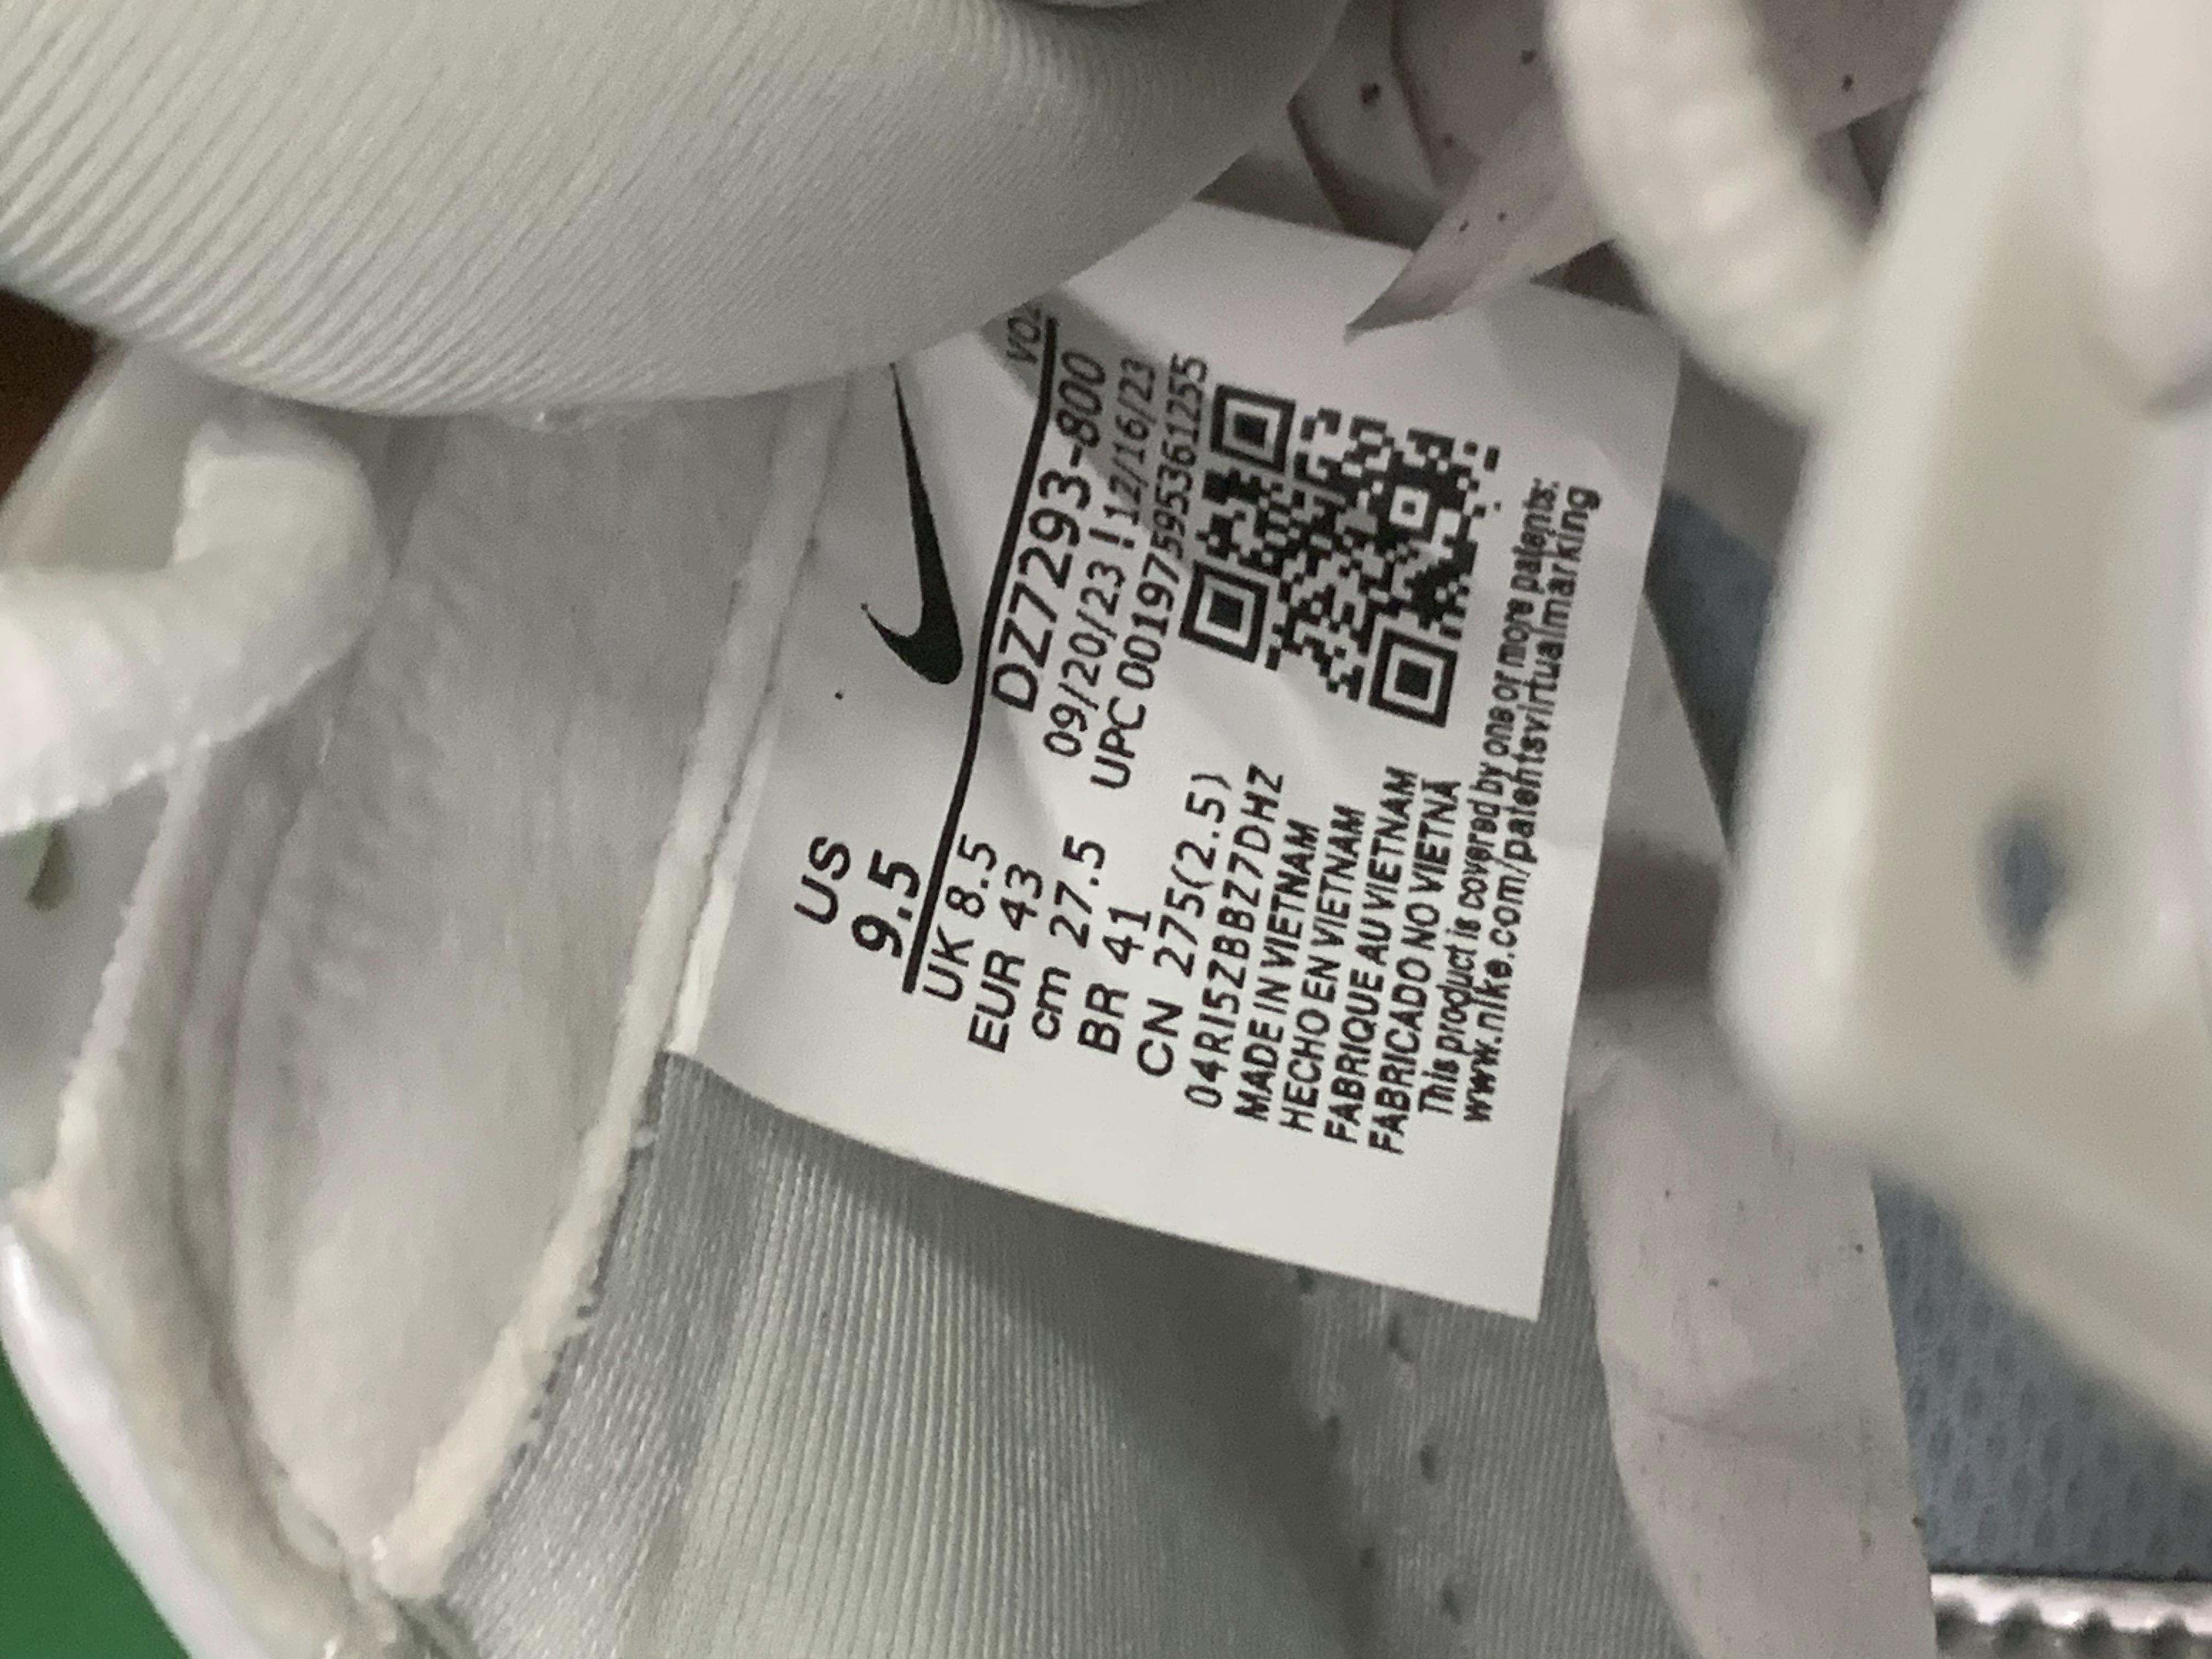 US
9.5
UK 8.5
EUR 43
cm 27.5
BR 41
CN 275(2.5)
DZ7293-800
09/20/23 ! 12/16/23
UPC 00197595361255
04RI5ZBBZ7DHZ
MADE IN VIETNAM
HECHO EN VIETNAM
FABRIQUE AU VIETNAM
FABRICADO NO VIETNÃ
This product is covered by one or more patents:
www.nike.com/patentsvirtualmarking